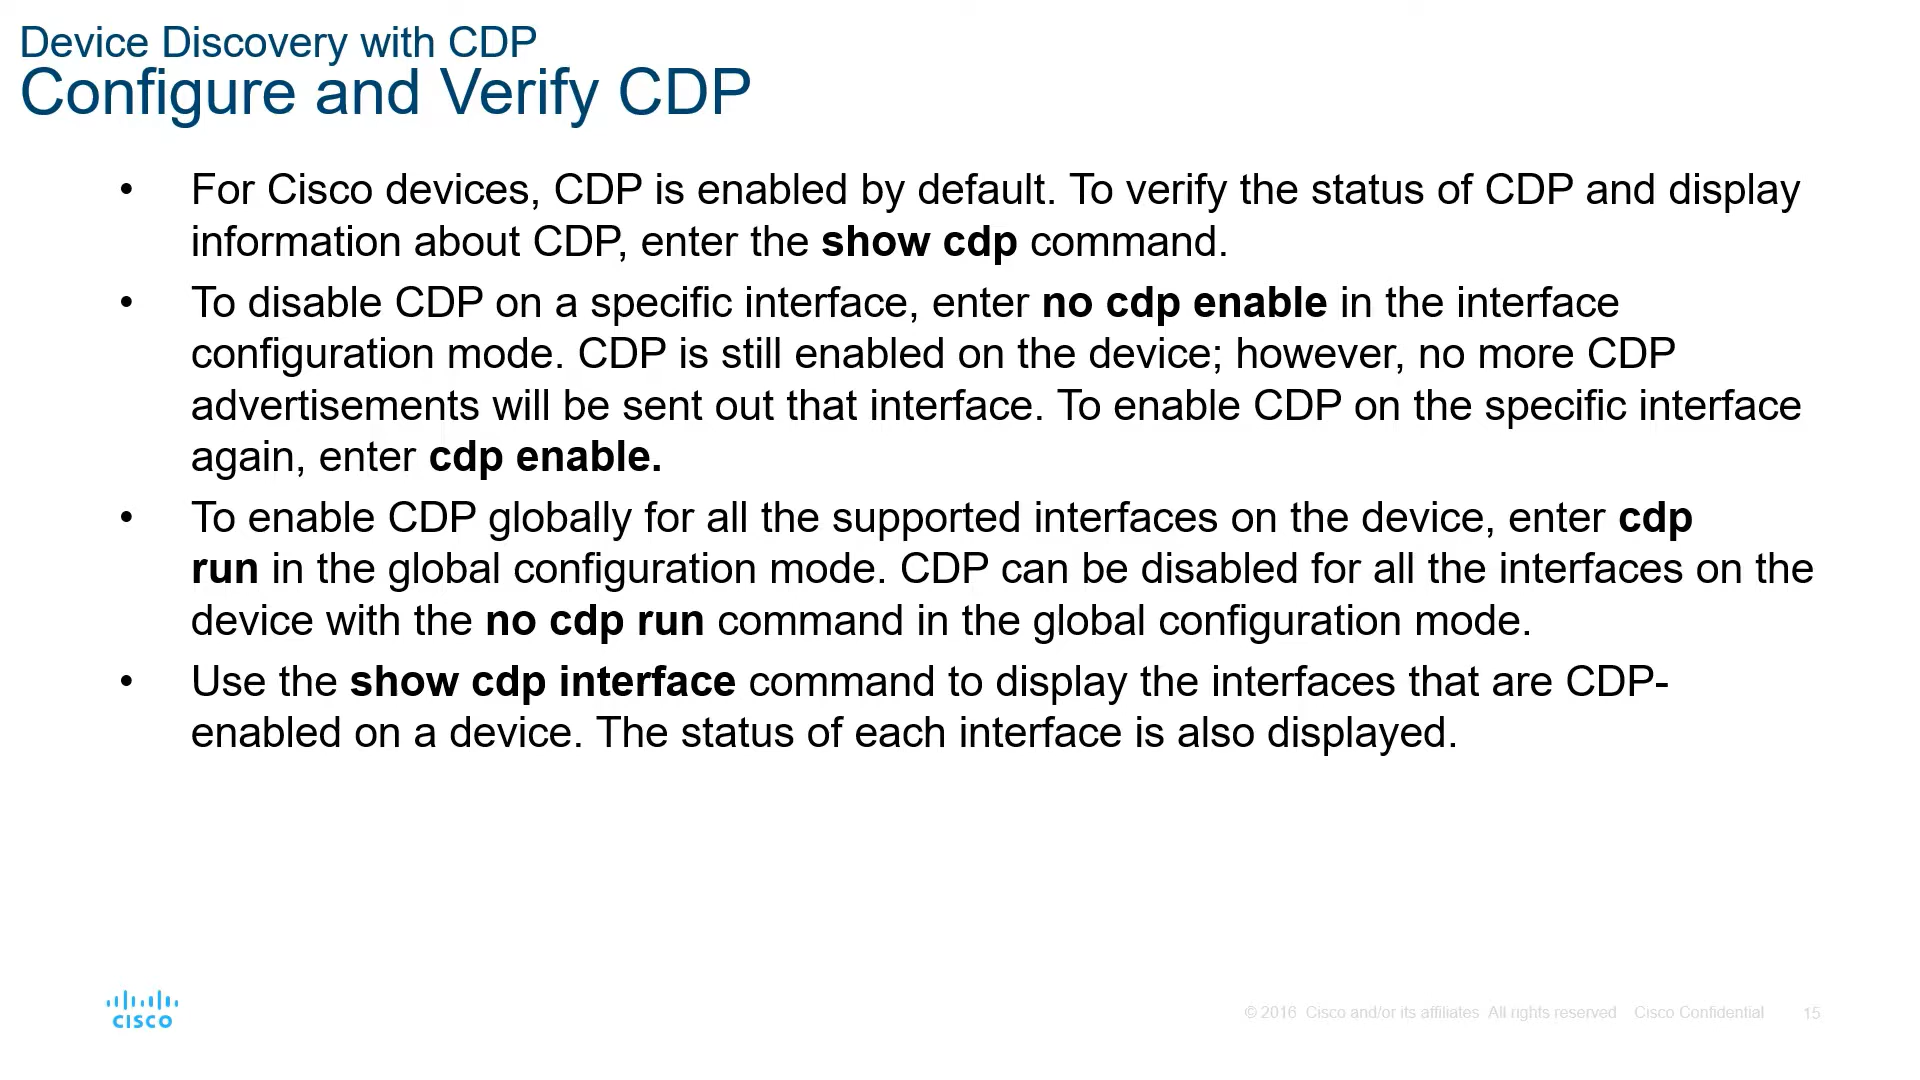 Device Discovery with CDP
Configure and Verify CDP
• For Cisco devices, CDP is enabled by default. To verify the status of CDP and display
information about CDP, enter the show cdp command.
• To disable CDP on a specific interface, enter no cdp enable in the interface
configuration mode. CDP is still enabled on the device; however, no more CDP
advertisements will be sent out that interface. To enable CDP on the specific interface
again, enter cdp enable.
• To enable CDP globally for all the supported interfaces on the device, enter cdp
run in the global configuration mode. CDP can be disabled for all the interfaces on the
device with the no cdp run command in the global configuration mode.
• Use the show cdp interface command to display the interfaces that are CDP-
enabled on a device. The status of each interface is also displayed.
CISCO
© 2016 Cisco and/or its affiliates All rights reserved Cisco Confidential 15